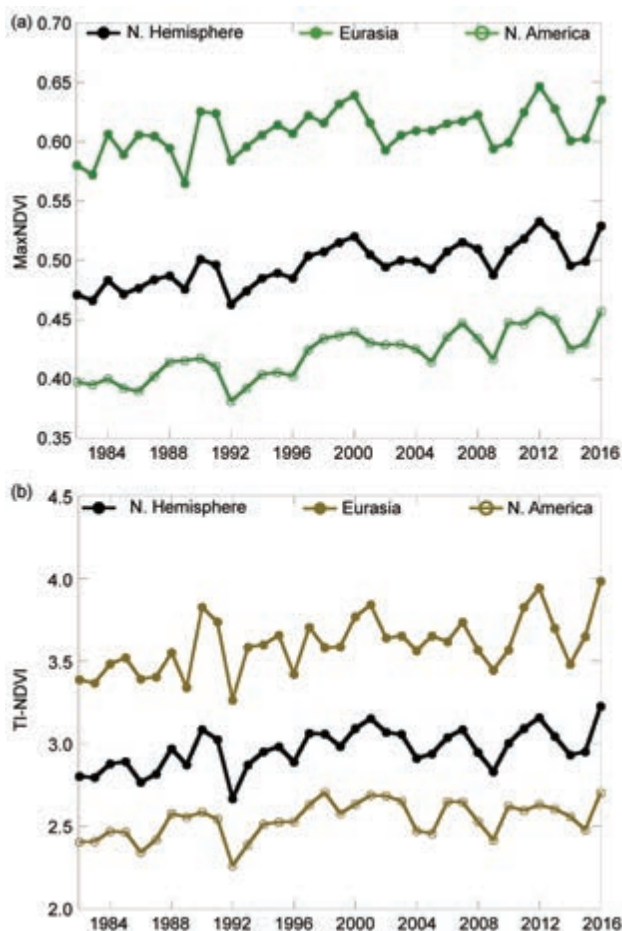 (a)
0.70
N. Hemisphere Eurasia N. America
0.65
0.60
0.55
MaxNDVI
0.50
0.45
0.40
0.35
1984 1988 1992 1996 2000 2004 2008 2012 2016
(b)
4.5
N. Hemisphere Eurasia N. America
4.0
3.5
TI-NDVI
3.0
2.5
2.0
1984 1988 1992 1996 2000 2004 2008 2012 2016